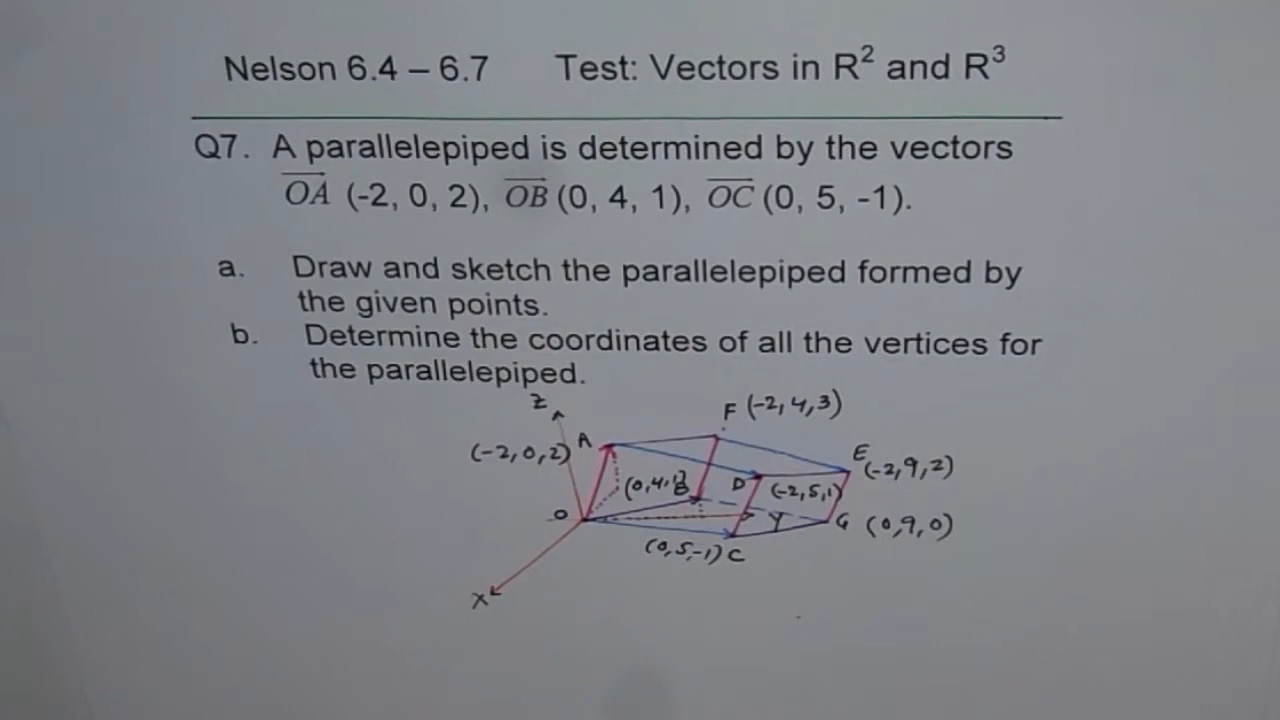 Nelson 6.4 – 6.7 Test: Vectors in R² and R³
Q7. A parallelepiped is determined by the vectors
OA (-2, 0, 2), OB (0, 4, 1), OC (0, 5, -1).
a. Draw and sketch the parallelepiped formed by
the given points.
b. Determine the coordinates of all the vertices for
the parallelepiped.
Z
F (-2,4,3)
(-2,0,2) A
E (-2,9,2)
(0,4,1) B
D (-2,5,1)
O
Y
G (0,9,0)
(0,5,-1) C
X